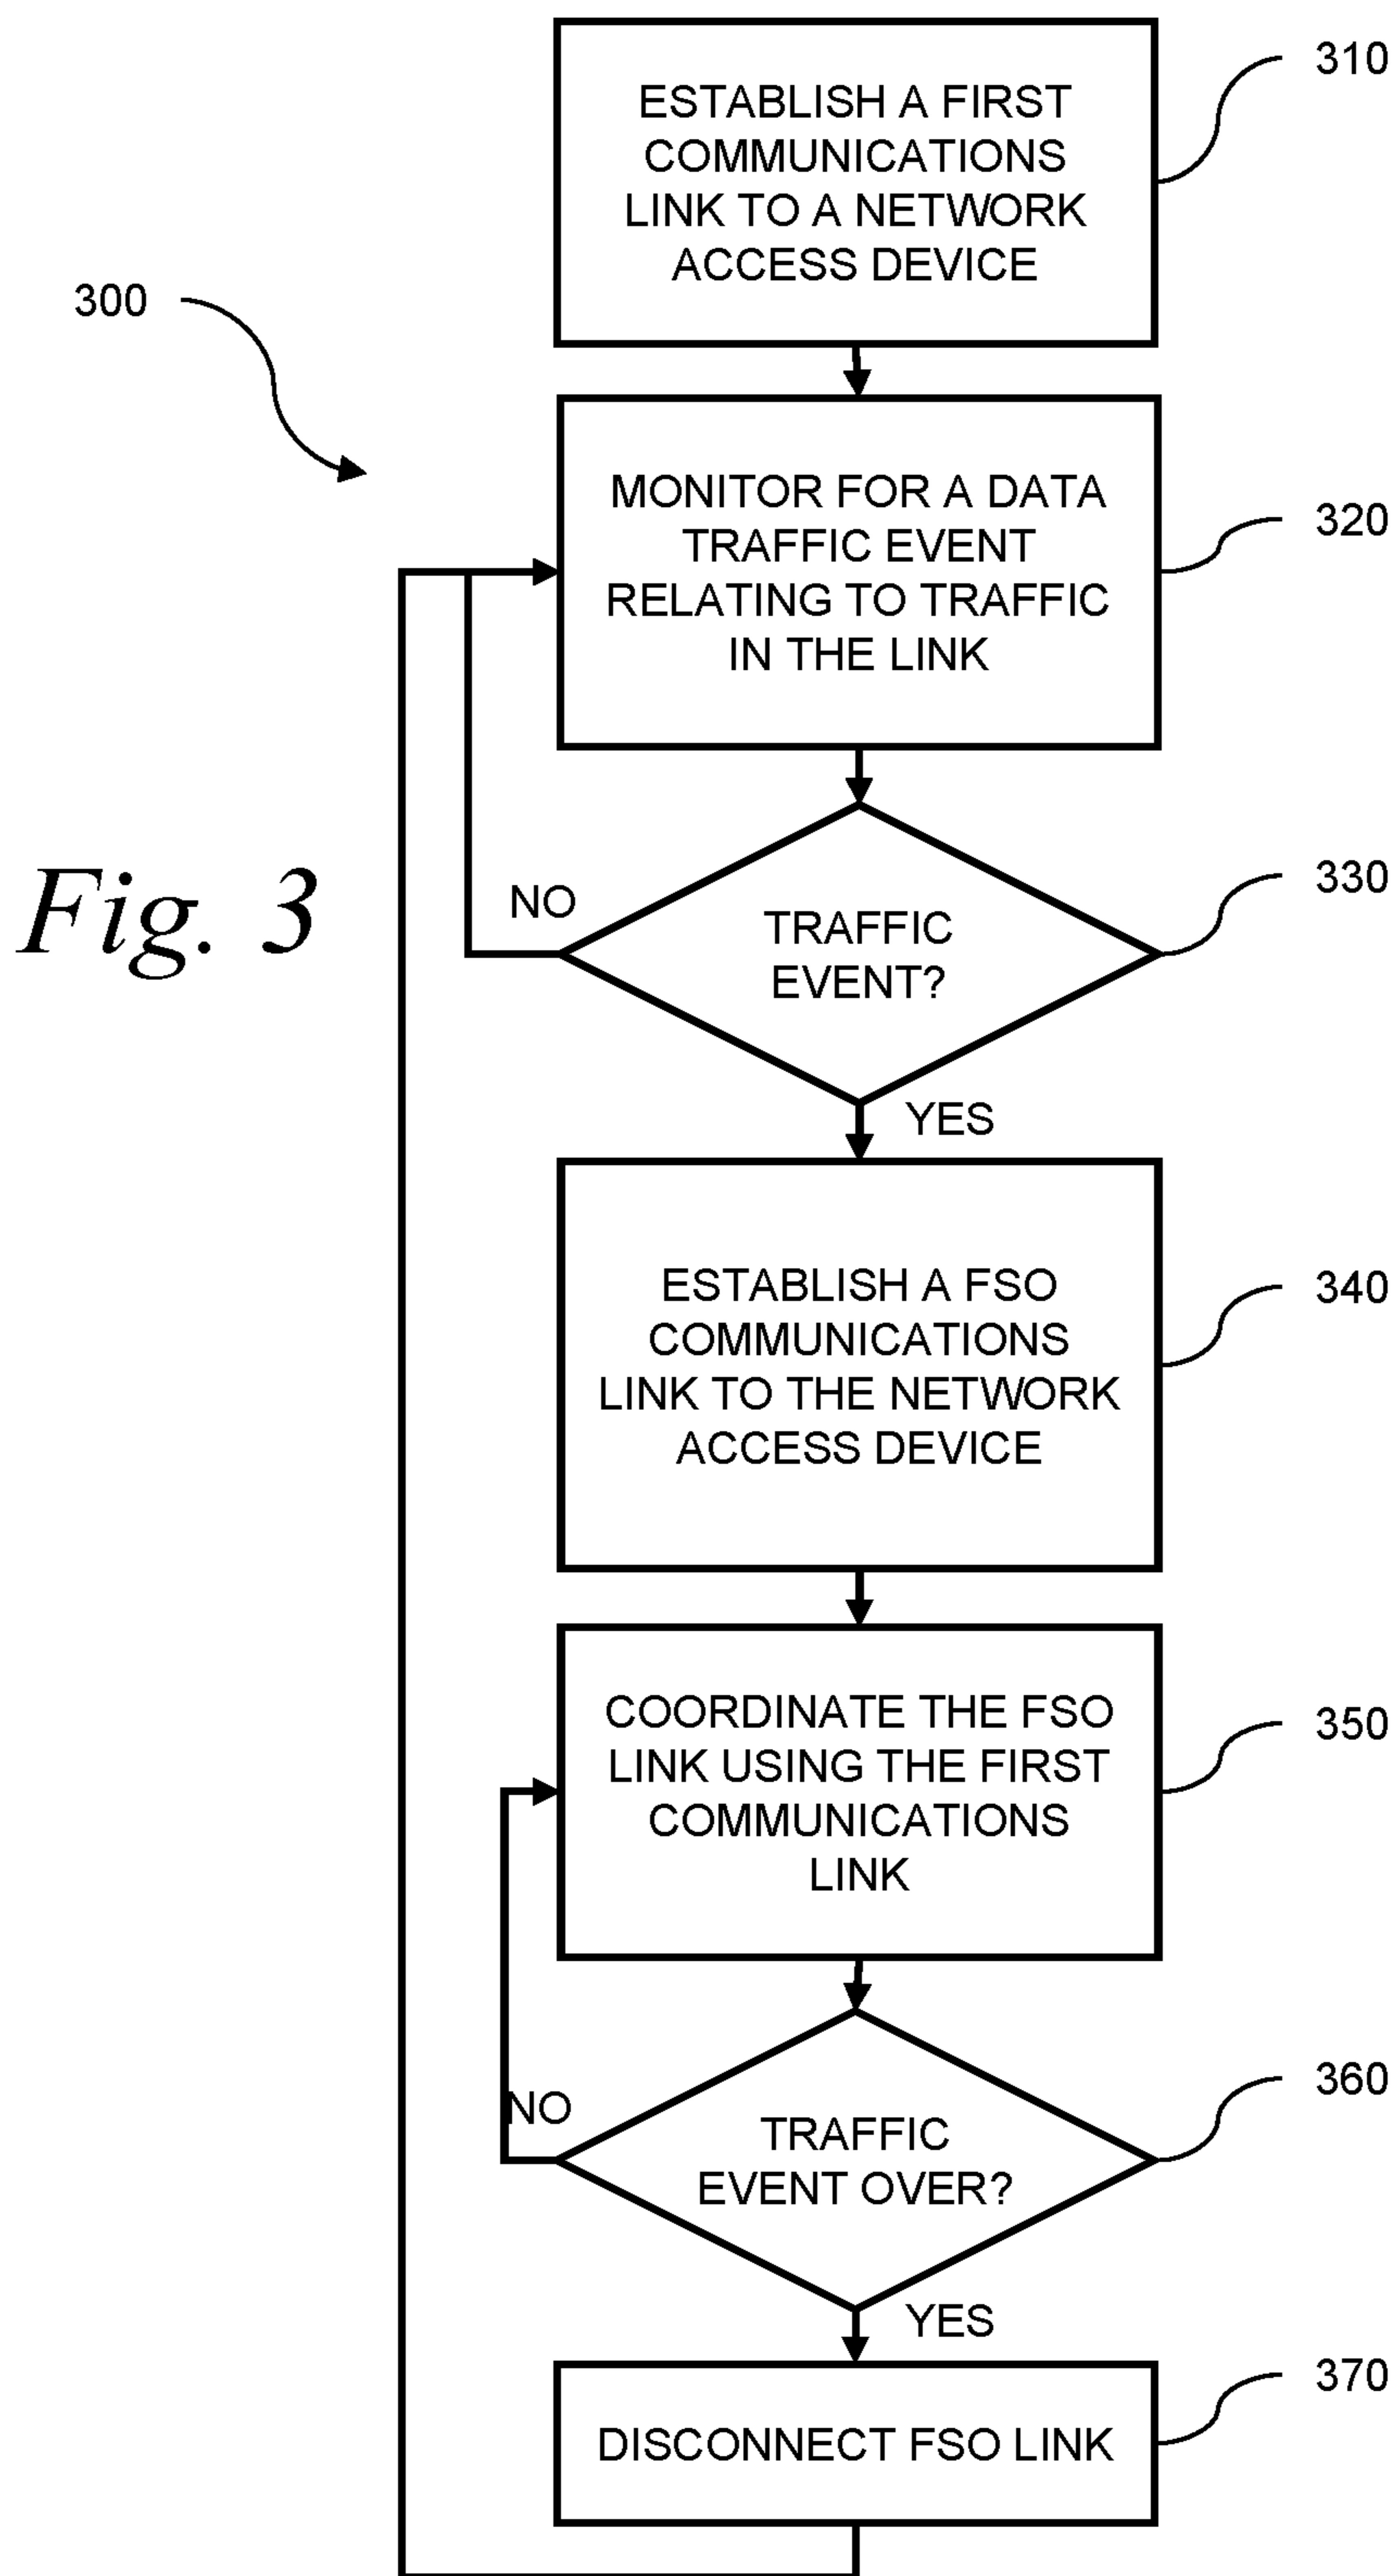 ESTABLISH A FIRST
COMMUNICATIONS
LINK TO A NETWORK
ACCESS DEVICE
310
300
MONITOR FOR A DATA
TRAFFIC EVENT
RELATING TO TRAFFIC
IN THE LINK
320
Fig. 3
NO
TRAFFIC
EVENT?
330
YES
ESTABLISH A FSO
COMMUNICATIONS
LINK TO THE NETWORK
ACCESS DEVICE
340
COORDINATE THE FSO
LINK USING THE FIRST
COMMUNICATIONS
LINK
350
NO
TRAFFIC
EVENT OVER?
360
YES
DISCONNECT FSO LINK
370